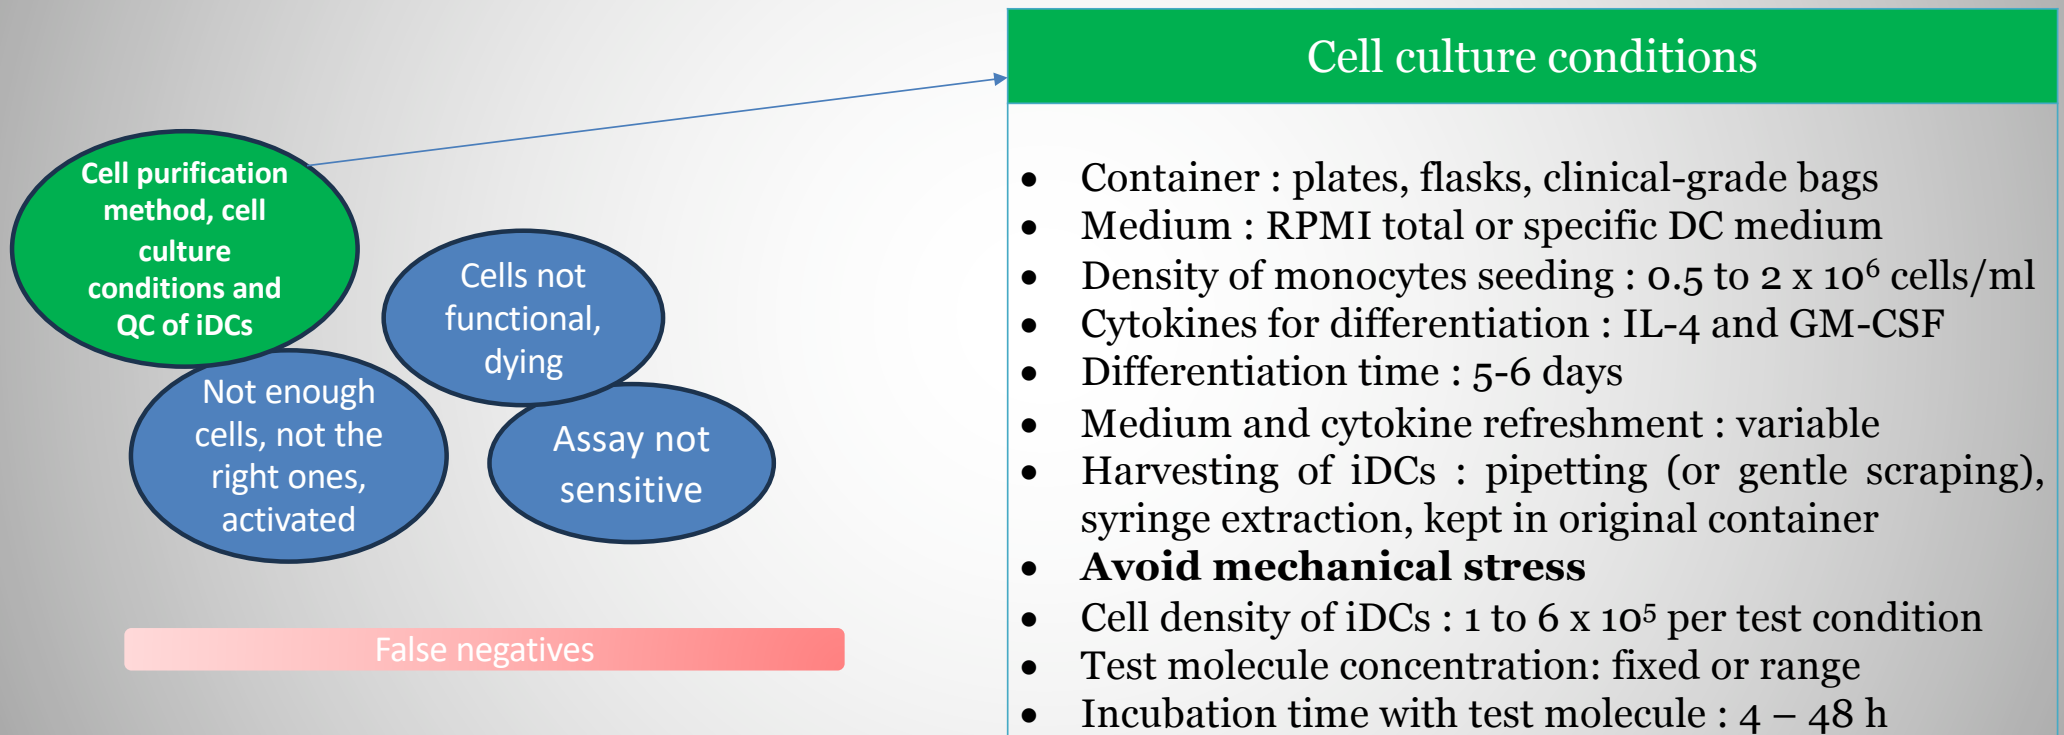 Cell purification
method, cell
culture
conditions and
QC of iDCs
Cells not
functional,
dying
Not enough
cells, not the
right ones,
activated
Assay not
sensitive
False negatives
Cell culture conditions
• Container : plates, flasks, clinical-grade bags
• Medium : RPMI total or specific DC medium
• Density of monocytes seeding : 0.5 to 2 x 10⁶ cells/ml
• Cytokines for differentiation : IL-4 and GM-CSF
• Differentiation time : 5-6 days
• Medium and cytokine refreshment : variable
• Harvesting of iDCs : pipetting (or gentle scraping),
syringe extraction, kept in original container
• Avoid mechanical stress
• Cell density of iDCs : 1 to 6 x 10⁵ per test condition
• Test molecule concentration: fixed or range
• Incubation time with test molecule : 4 – 48 h